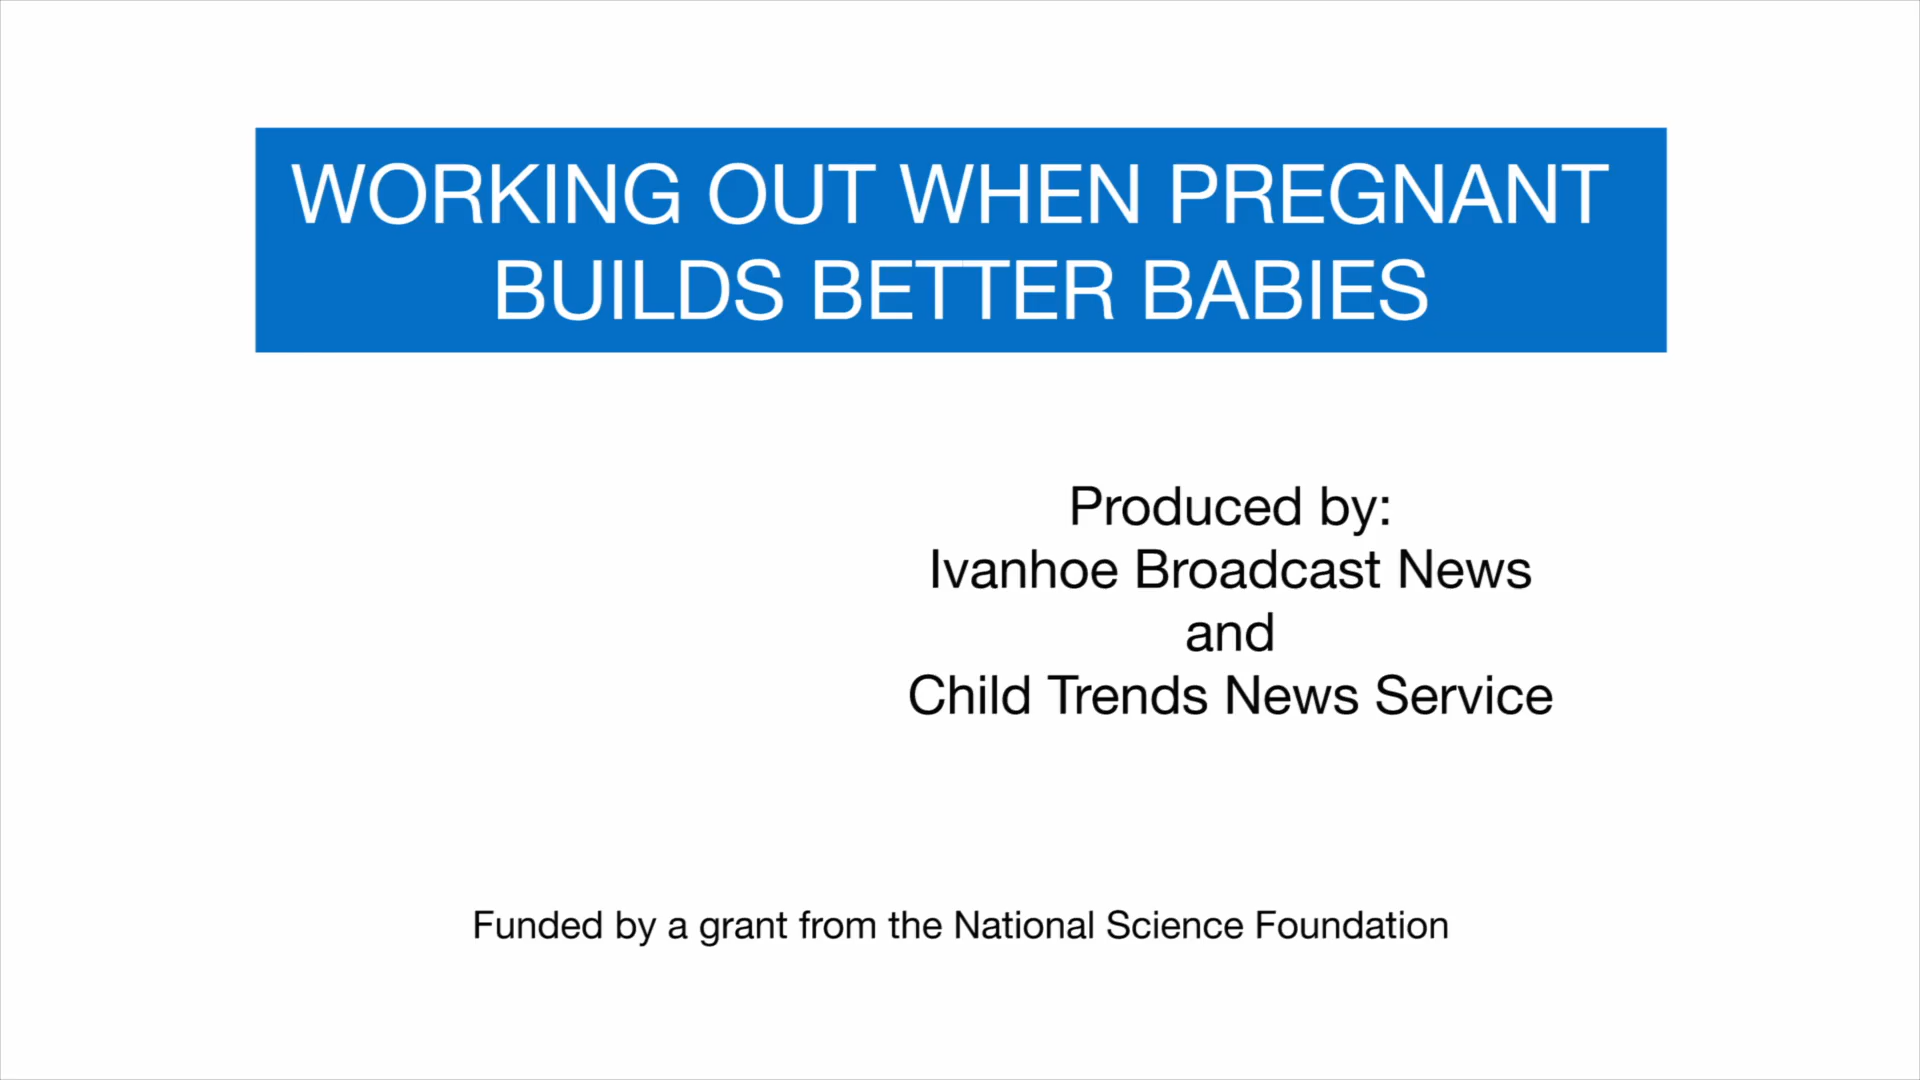 WORKING OUT WHEN PREGNANT
BUILDS BETTER BABIES
Produced by:
Ivanhoe Broadcast News
and
Child Trends News Service
Funded by a grant from the National Science Foundation